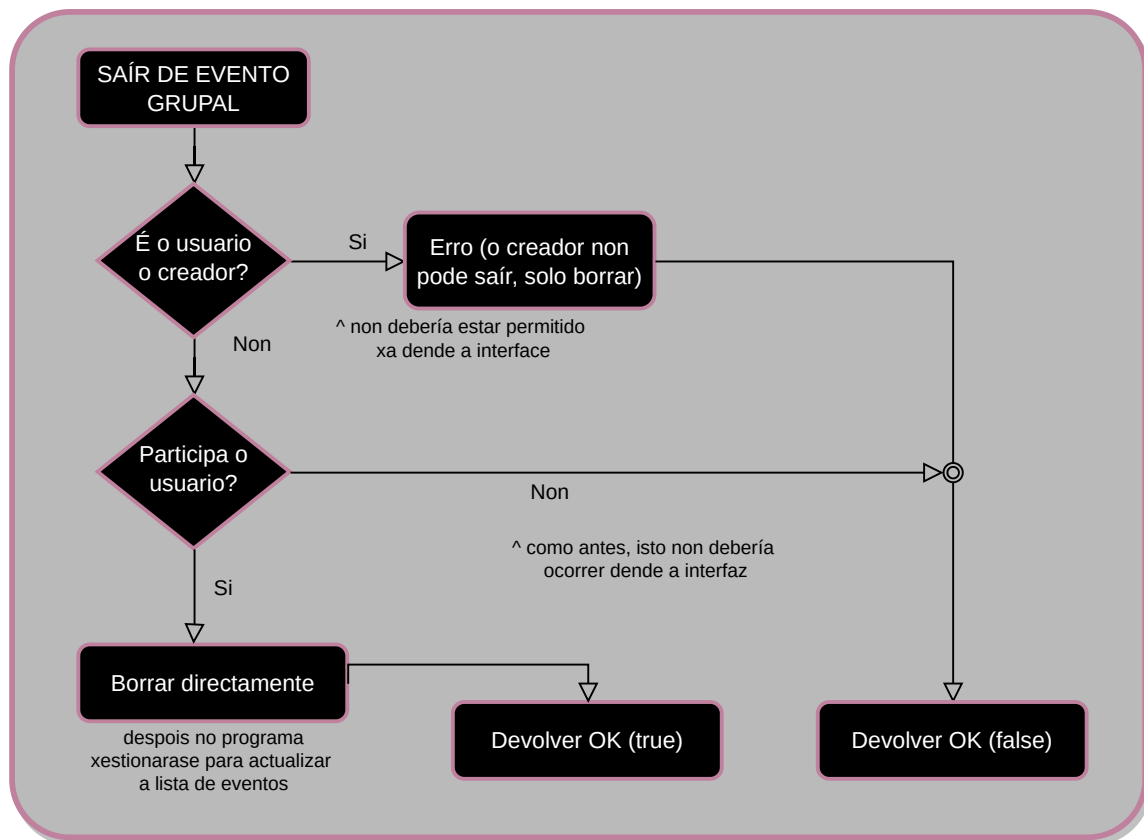 SAÍR DE EVENTO
GRUPAL
É o usuario
o creador?
Si
Erro (o creador non
pode saír, solo borrar)
^ non debería estar permitido
xa dende a interface
Non
Participa o
usuario?
Non
^ como antes, isto non debería
ocorrer dende a interfaz
Si
Borrar directamente
despois no programa
xestionarase para actualizar
a lista de eventos
Devolver OK (true)
Devolver OK (false)